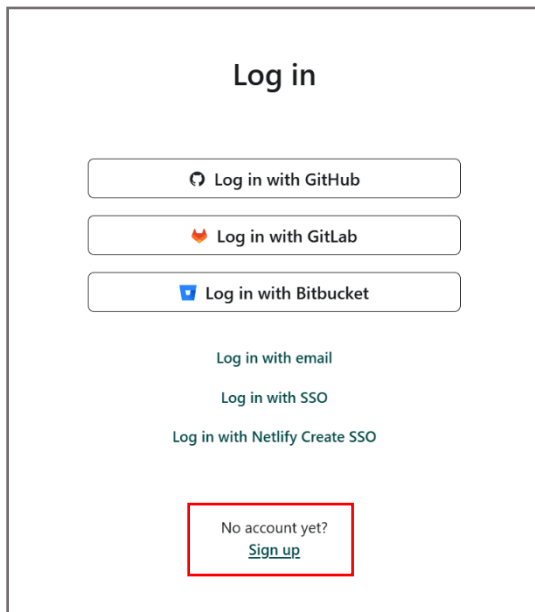 Log in
Log in with GitHub
Log in with GitLab
Log in with Bitbucket
Log in with email
Log in with SSO
Log in with Netlify Create SSO
No account yet?
Sign up